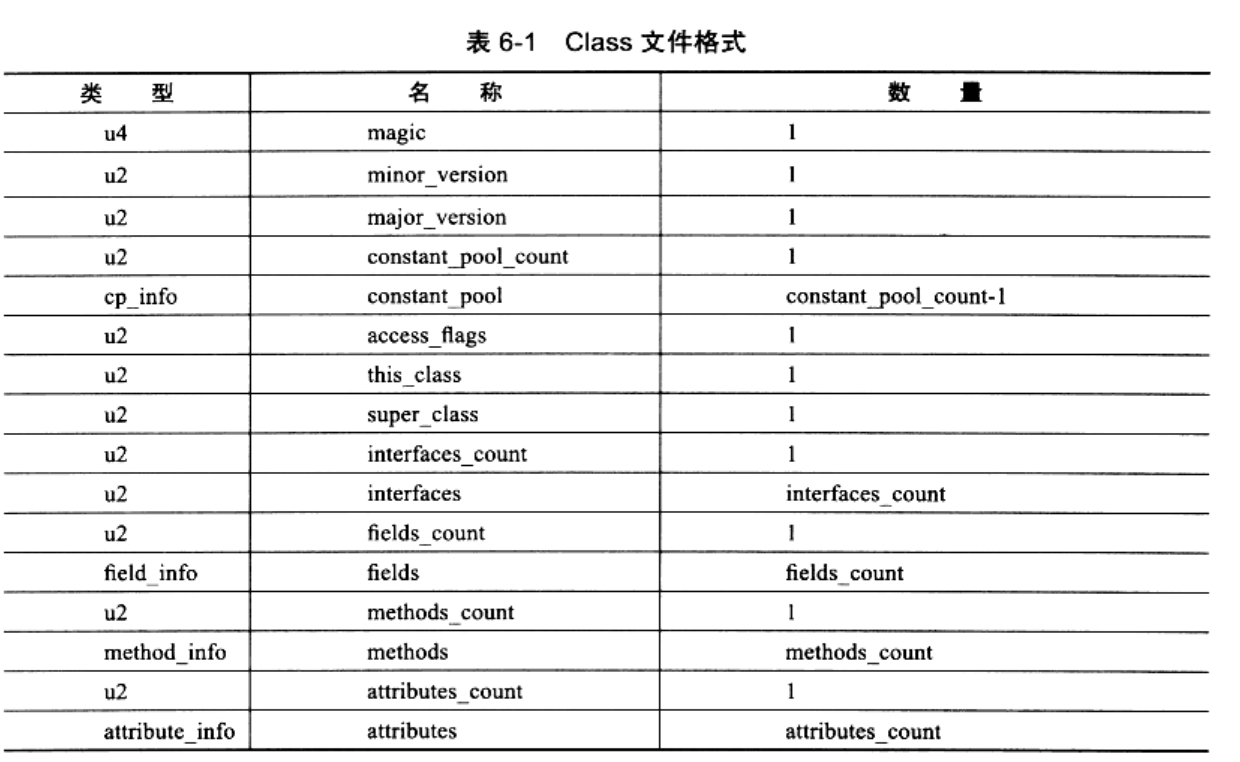 表 6-1 Class 文件格式
类 型 名 称 数 量
u4 magic 1
u2 minor_version 1
u2 major_version 1
u2 constant_pool_count 1
cp_info constant_pool constant_pool_count-1
u2 access_flags 1
u2 this_class 1
u2 super_class 1
u2 interfaces_count 1
u2 interfaces interfaces_count
u2 fields_count 1
field_info fields fields_count
u2 methods_count 1
method_info methods methods_count
u2 attributes_count 1
attribute_info attributes attributes_count